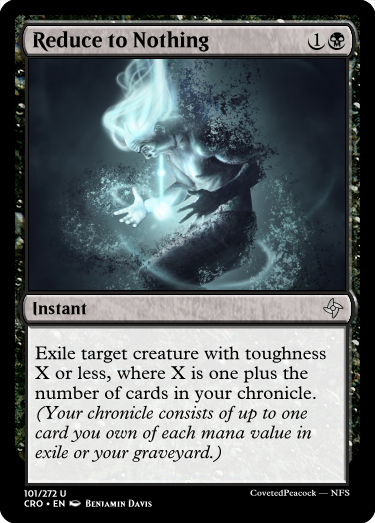 Reduce to Nothing 1
Instant
Exile target creature with toughness
X or less, where X is one plus the
number of cards in your chronicle.
(Your chronicle consists of up to one
card you own of each mana value in
exile or your graveyard.)
101/272 U
CRO • EN Benjamin Davis
CovetedPeacock — NFS